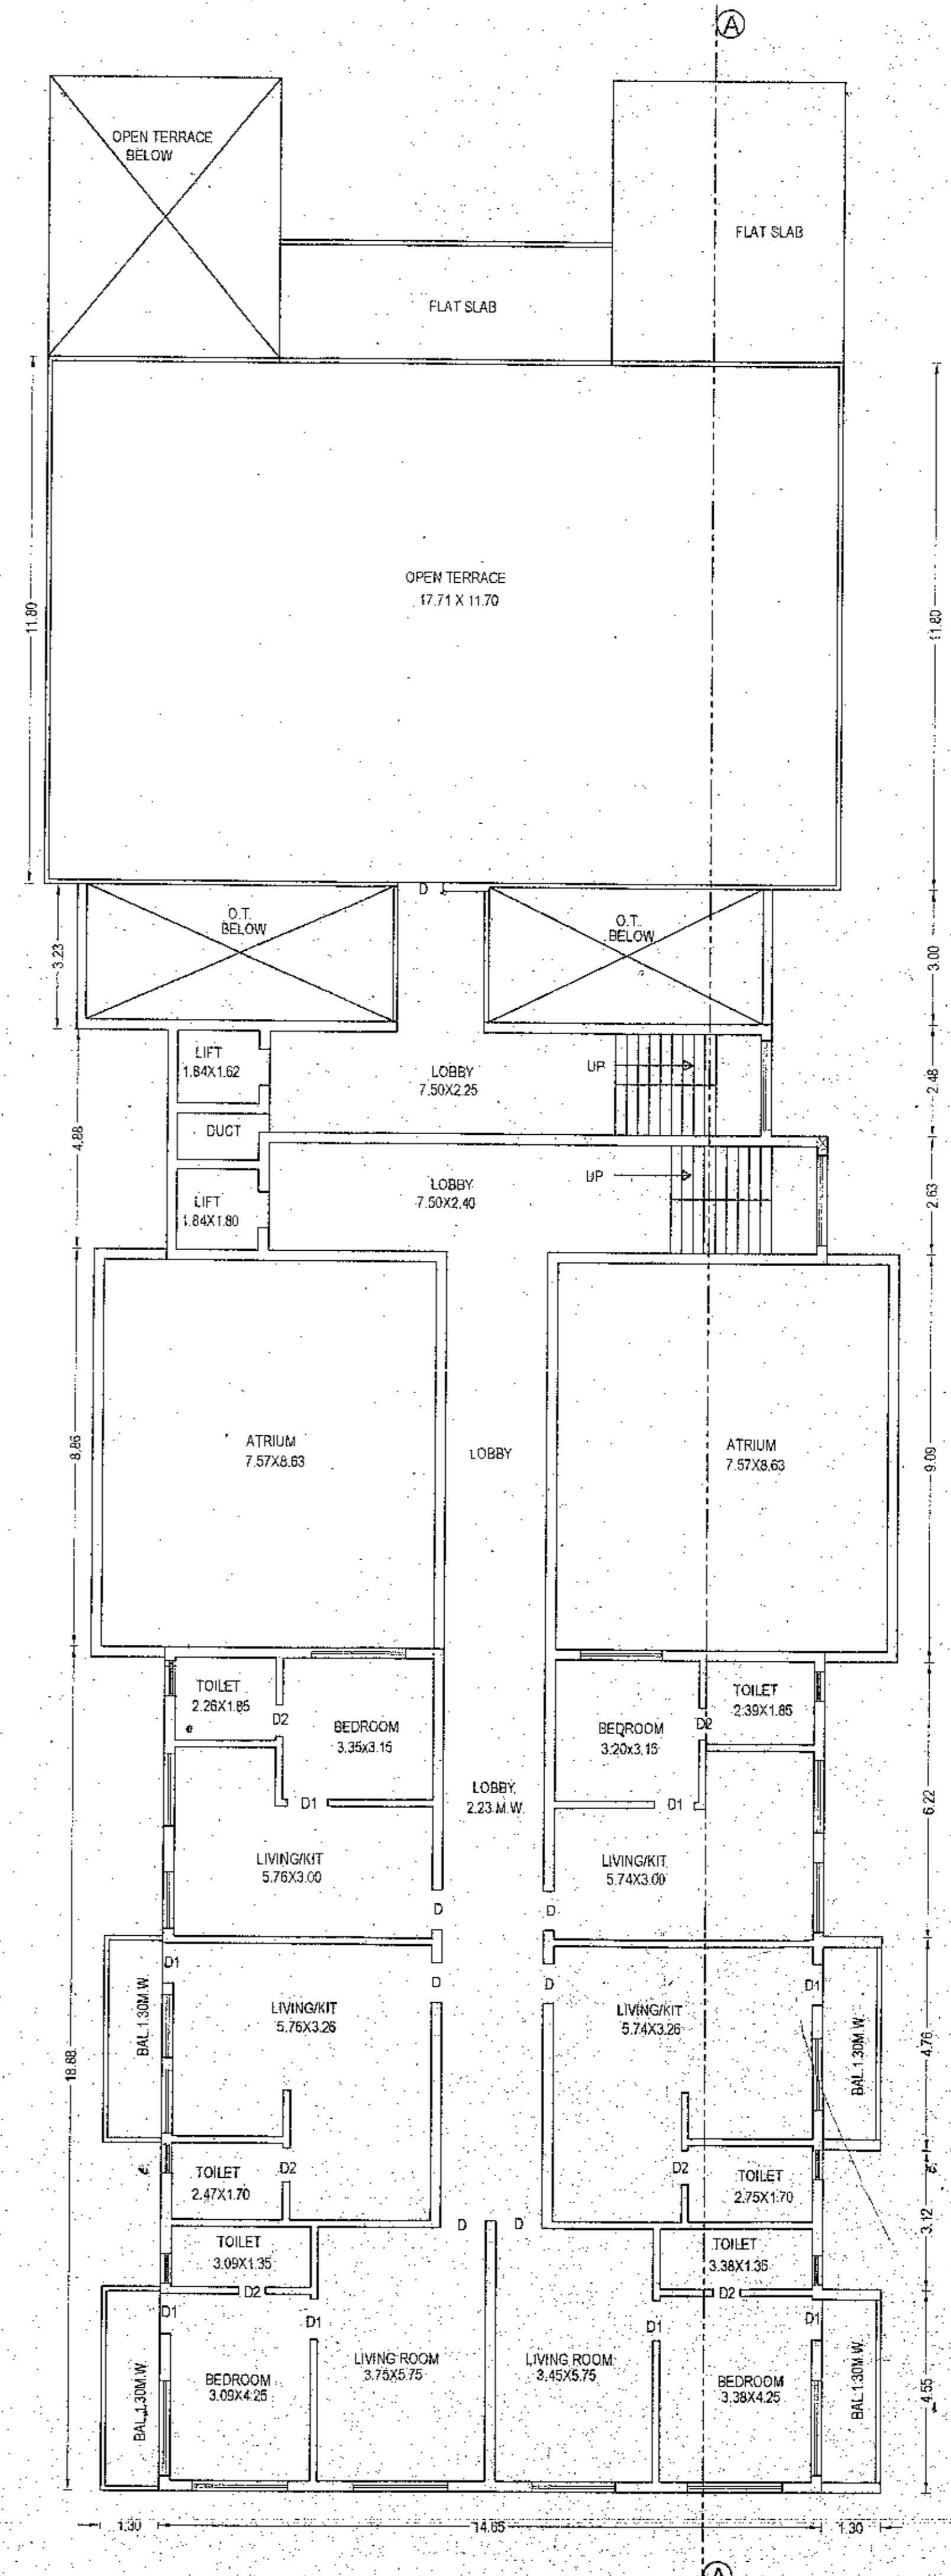 A
OPEN TERRACE
BELOW
FLAT SLAB
FLAT SLAB
11.80
11.80
OPEN TERRACE
17.71 X 11.70
D
O.T.
BELOW
O.T.
BELOW
3.23
3.00
LIFT
1.84X1.62
LOBBY
7.50X2.25
UP
2.48
DUCT
4.88
LIFT
1.84X1.80
LOBBY
7.50X2.40
UP
2.63
ATRIUM
7.57X8.63
LOBBY
ATRIUM
7.57X8.63
8.86
9.09
TOILET
2.26X1.85
D2
BEDROOM
3.35x3.15
BEDROOM
3.20x3.15
D2
TOILET
2.39X1.85
D1
LOBBY
2.23 M.W.
D1
6.22
LIVING/KIT
5.76X3.00
LIVING/KIT
5.74X3.00
D
D
D1
D
D
D1
BAL.1.30M.W.
LIVING/KIT
5.76X3.26
LIVING/KIT
5.74X3.26
BAL.1.30M.W.
4.76
18.88
TOILET
2.47X1.70
D2
D2
TOILET
2.75X1.70
3.12
D
D
TOILET
3.09X1.35
D2
TOILET
3.38X1.35
D2
D1
D1
D1
D1
BAL.1.30M.W.
BEDROOM
3.09X4.25
LIVING ROOM
3.75X5.75
LIVING ROOM
3.45X5.75
BEDROOM
3.38X4.25
BAL.1.30M.W.
4.55
1.30
14.65
1.30
A